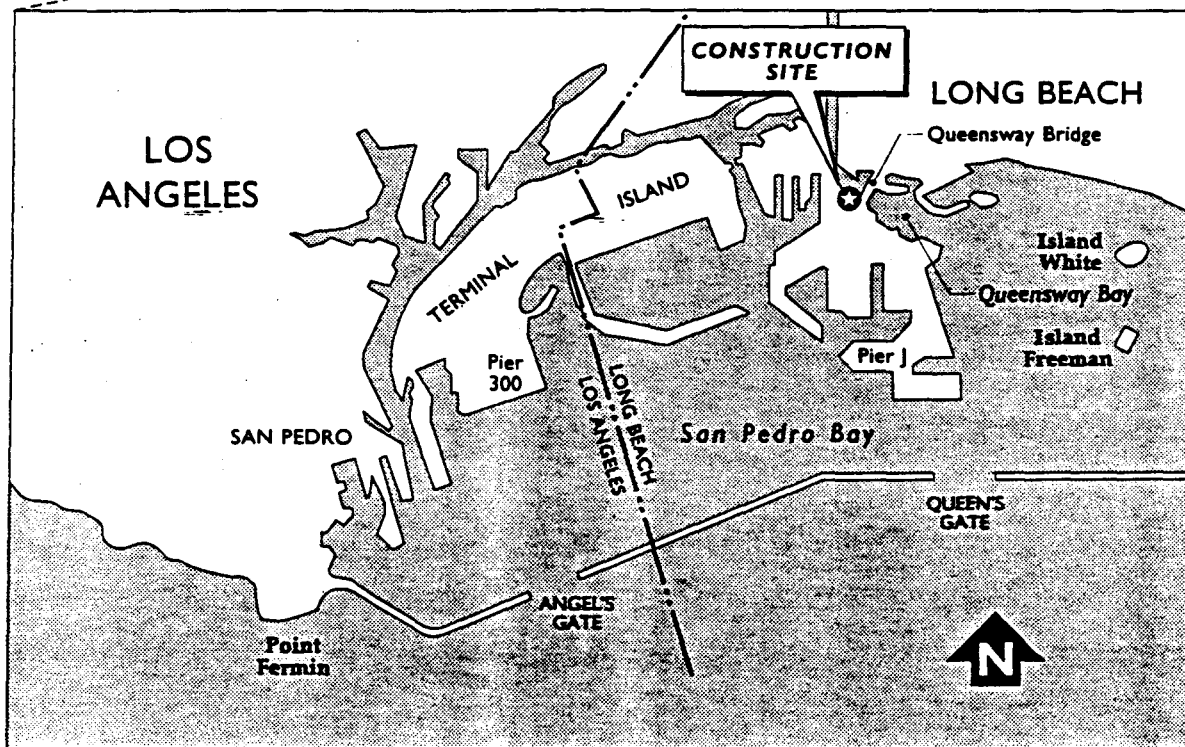 CONSTRUCTION
SITE
LONG BEACH
Queensway Bridge
LOS
ANGELES
ISLAND
TERMINAL
Island
White
Queensway Bay
Island
Freeman
Pier
300
Pier J
LONG BEACH
LOS ANGELES
San Pedro Bay
SAN PEDRO
QUEEN'S
GATE
ANGEL'S
GATE
Point
Fermin
N